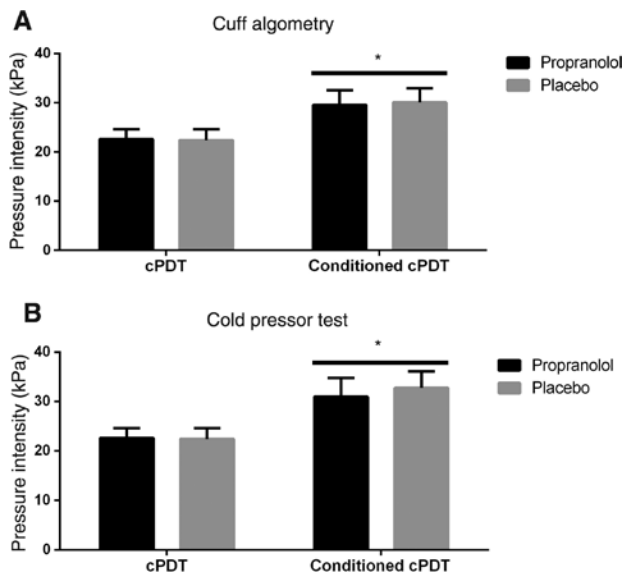 A
Cuff algometry
Pressure intensity (kPa)
40
30
20
10
0
*
Propranolol
Placebo
cPDT
Conditioned cPDT
B
Cold pressor test
Pressure intensity (kPa)
40
30
20
10
0
*
Propranolol
Placebo
cPDT
Conditioned cPDT